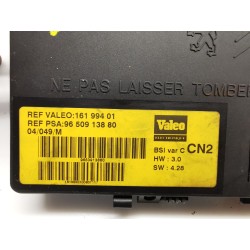 NE PAS LAISSER TOMBER
REF VALEO:161 994 01
REF PSA:96 509 138 80
04/049/M
Valeo
BSI var C CN2
HW : 3.0
SW : 4.28